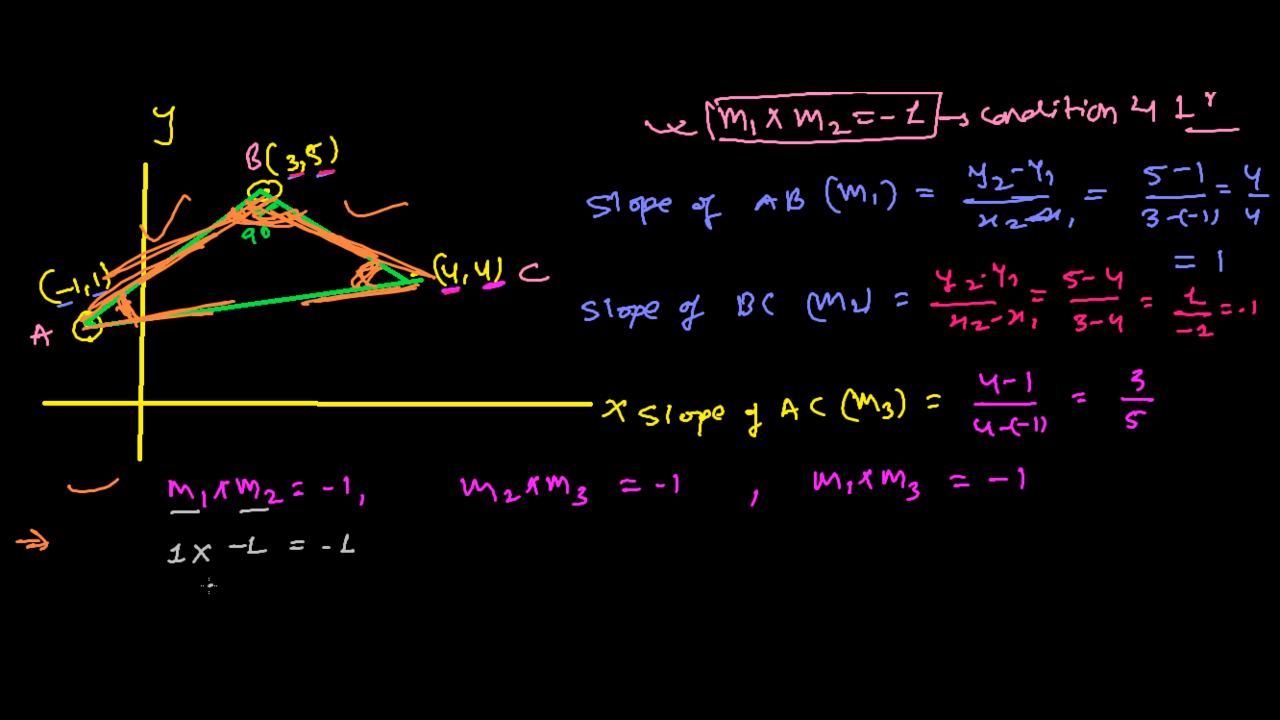 y
B(3,5)
90
(-1,1)
A
(4,4) C
x
m₁ x m₂ = -1 → condition of ⊥ʳ
Slope of AB (m₁) = y₂-y₁/x₂-x₁ = 5-1/3-(-1) = 4/4
= 1
Slope of BC (m₂) = y₂-y₁/x₂-x₁ = 5-4/3-4 = 1/-1 = -1
Slope of AC (m₃) = 4-1/4-(-1) = 3/5
m₁ x m₂ = -1, m₂ x m₃ = -1 , m₁ x m₃ = -1
⇒ 1 x -1 = -1